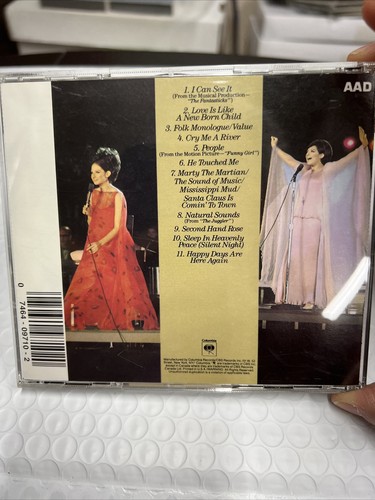 AAD
1. I Can See It
(From the Musical Production—
"The Fantasticks")
2. Love Is Like
A New Born Child
3. Folk Monologue/Value
4. Cry Me A River
5. People
(From the Motion Picture—"Funny Girl")
6. He Touched Me
7. Marty The Martian/
The Sound of Music/
Mississippi Mud/
Santa Claus Is
Comin' To Town
8. Natural Sounds
(From "The Juggler")
9. Second Hand Rose
10. Sleep In Heavenly
Peace (Silent Night)
11. Happy Days Are
Here Again
0 7464-09710-2
Columbia